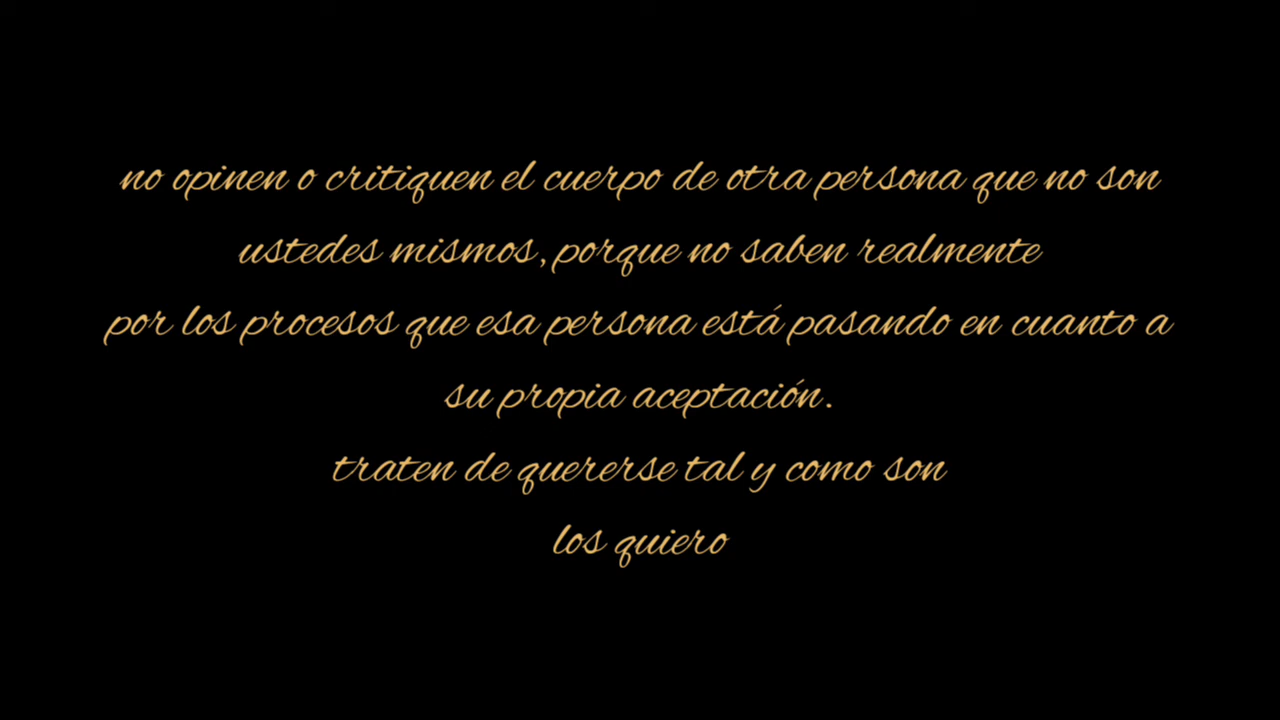 no opinen o critiquen el cuerpo de otra persona que no son
ustedes mismos, porque no saben realmente
por los procesos que esa persona está pasando en cuanto a
su propia aceptación.
traten de quererse tal y como son
los quiero